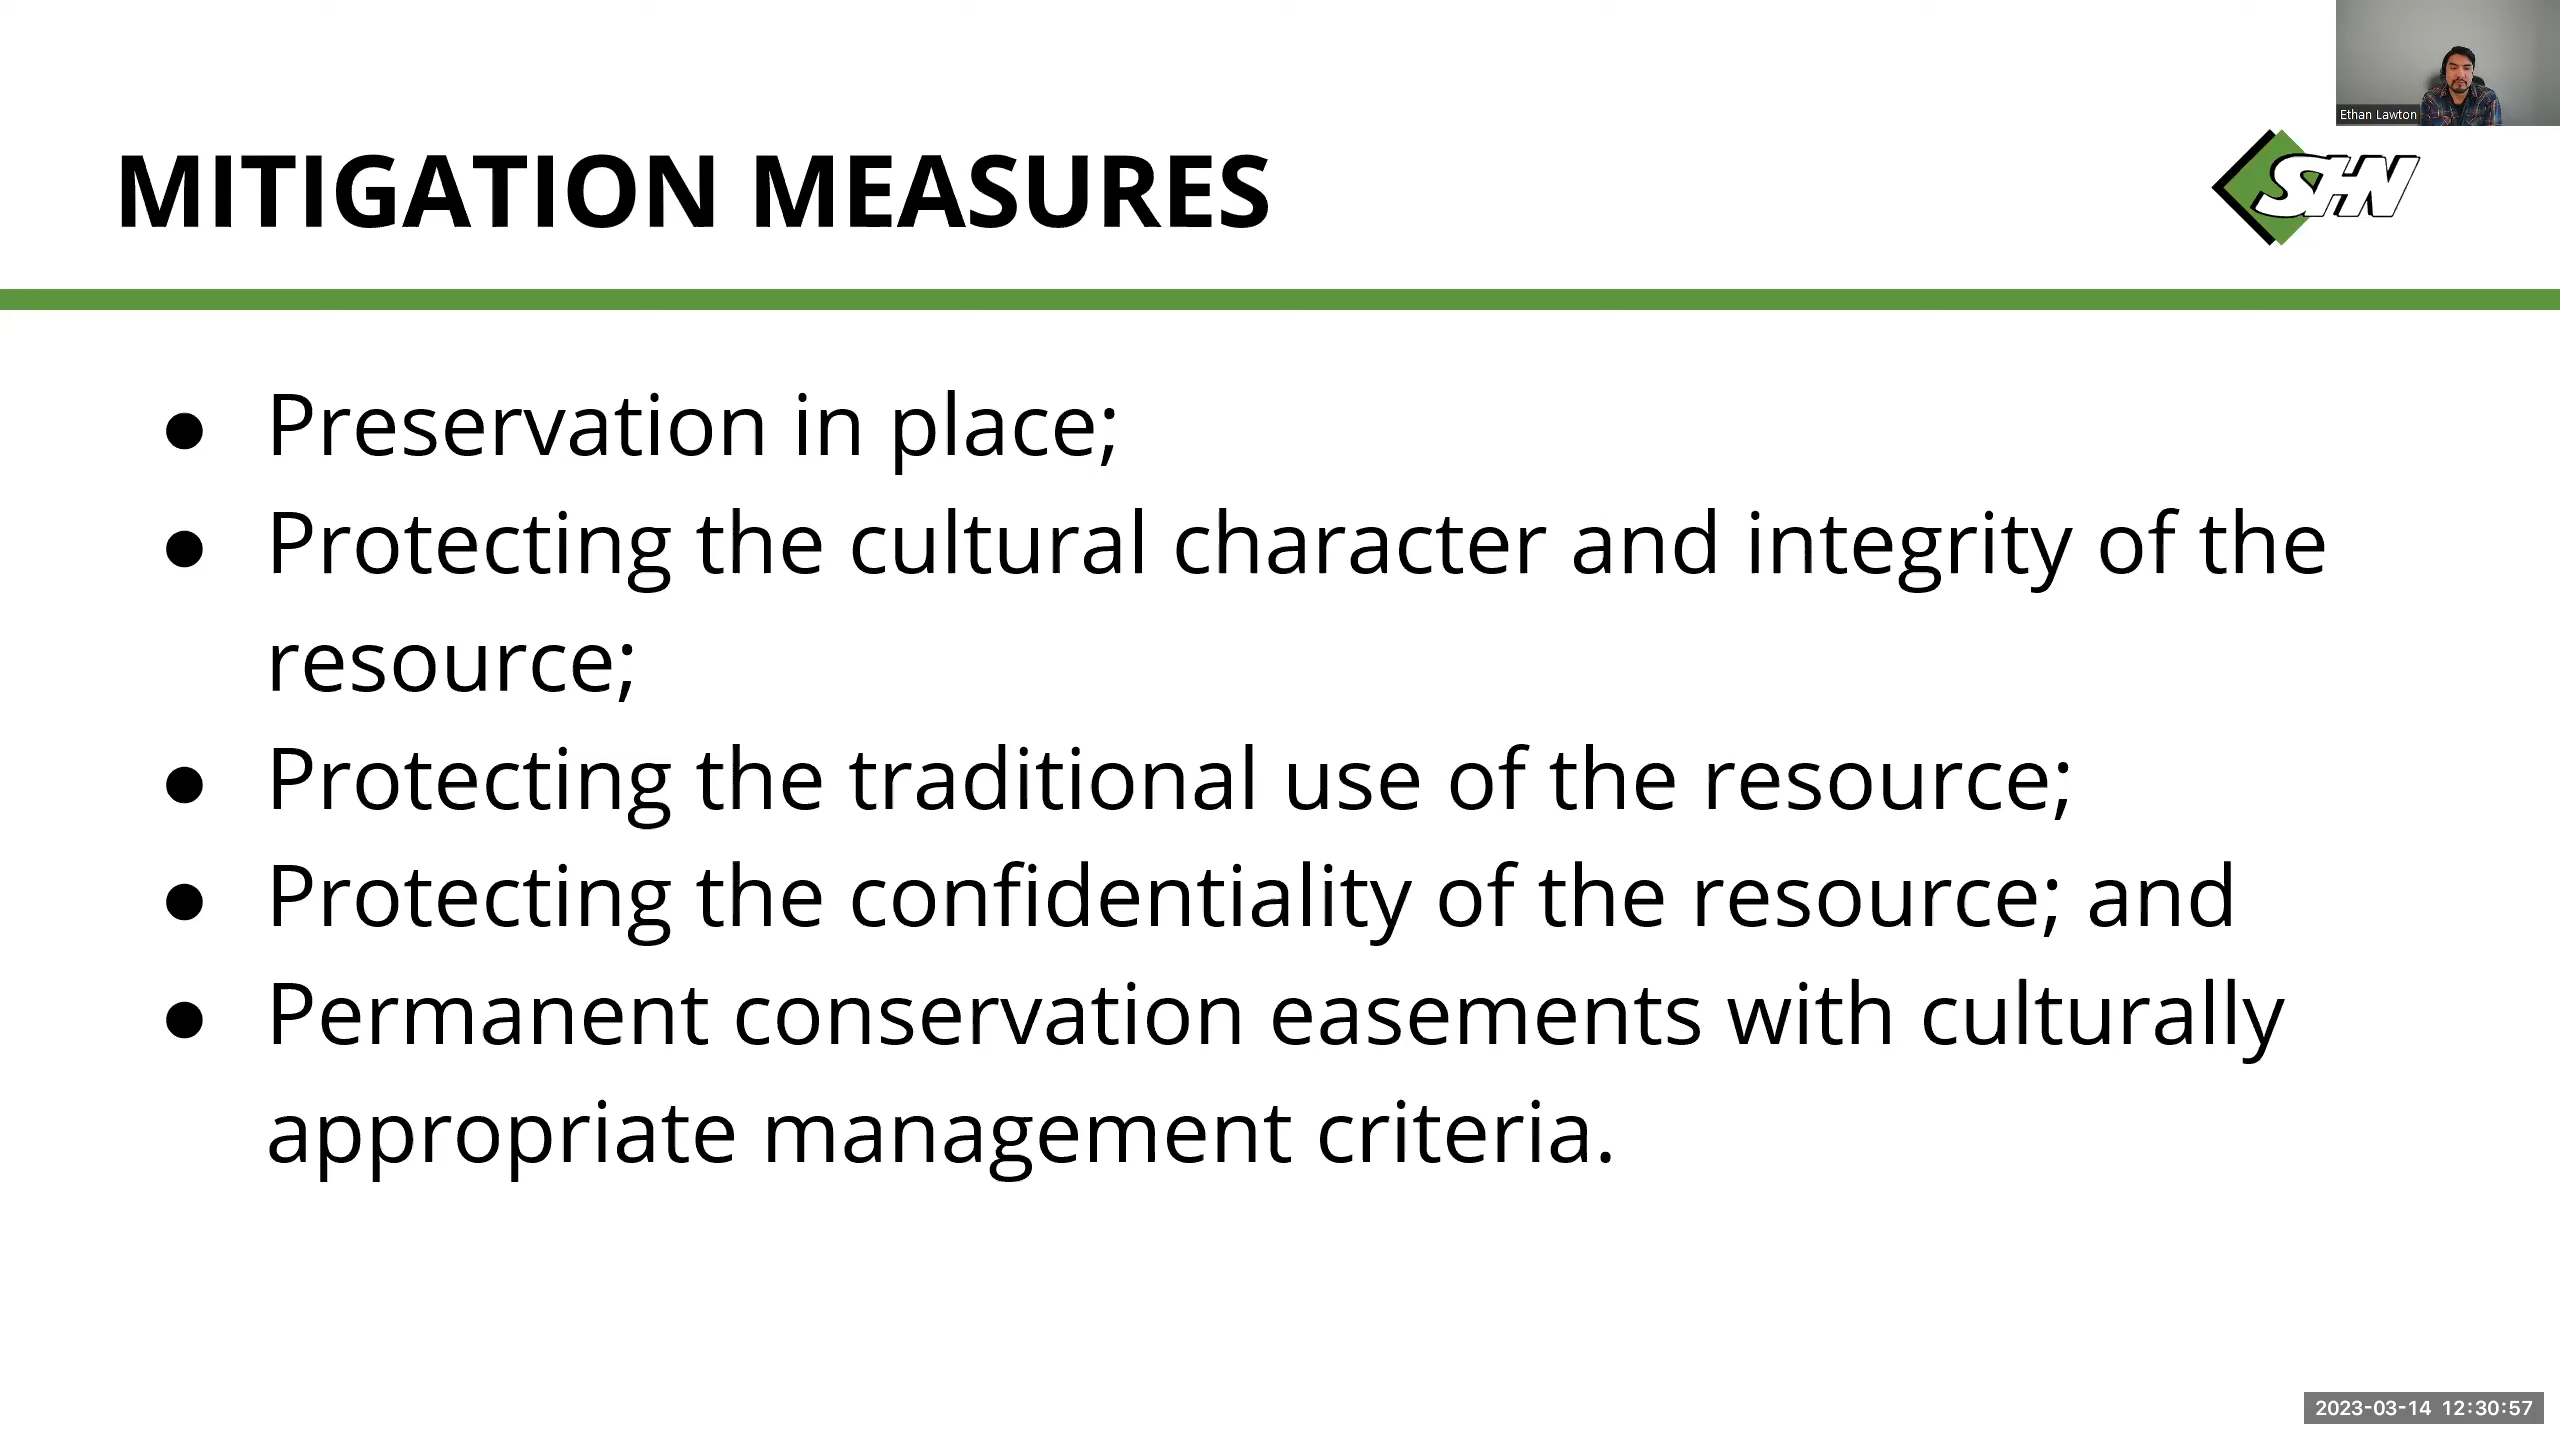 Ethan Lawton
MITIGATION MEASURES
SHN
● Preservation in place;
● Protecting the cultural character and integrity of the
resource;
● Protecting the traditional use of the resource;
● Protecting the confidentiality of the resource; and
● Permanent conservation easements with culturally
appropriate management criteria.
2023-03-14 12:30:57